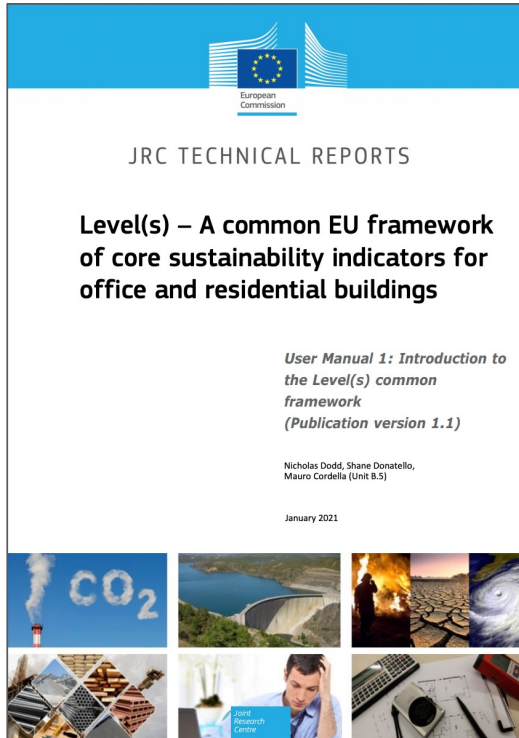 European
Commission
JRC TECHNICAL REPORTS
Level(s) – A common EU framework
of core sustainability indicators for
office and residential buildings
User Manual 1: Introduction to
the Level(s) common
framework
(Publication version 1.1)
Nicholas Dodd, Shane Donatello,
Mauro Cordella (Unit B.5)
January 2021
CO2
Joint
Research
Centre